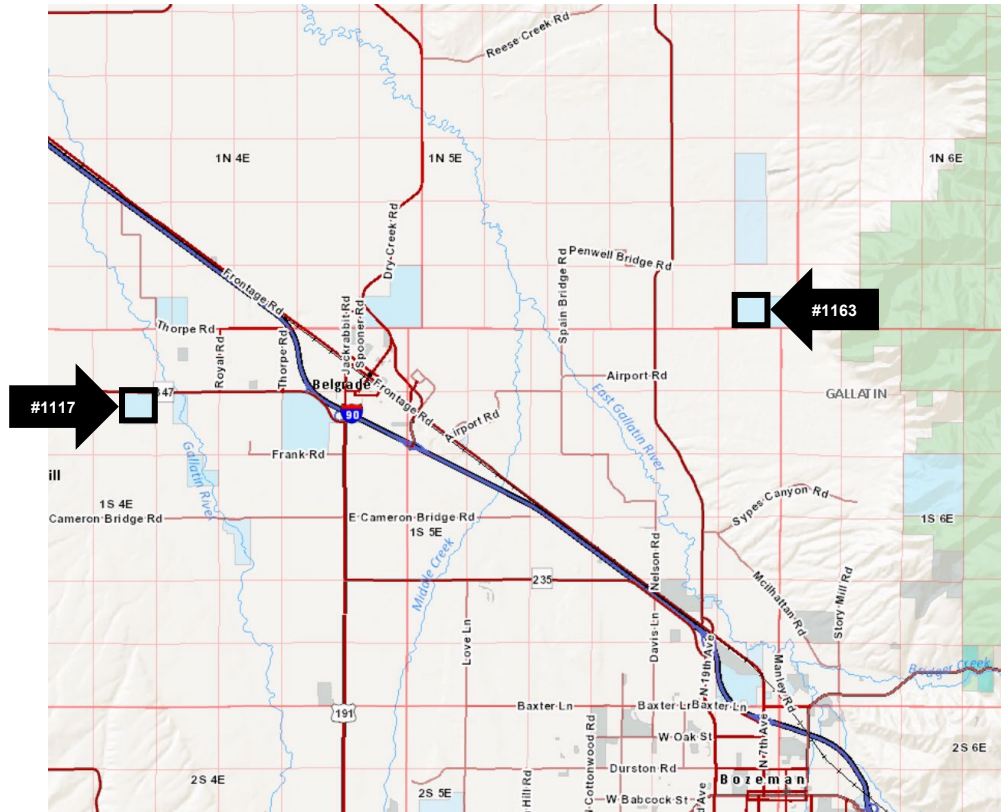 Reese Creek Rd
1N 4E
1N 5E
1N 6E
Dry Creek Rd
Spain Bridge Rd
Penwell Bridge Rd
Frontage Rd
#1163
Thorpe Rd
Royal Rd
Thorpe Rd
Jackrabbit Rd
Spooner Rd
Belgrade
Frontage Rd
Airport Rd
#1117
347
90
Airport Rd
GALLATIN
East Gallatin River
Gallatin River
Frank Rd
ill
1S 4E
Cameron Bridge Rd
E Cameron Bridge Rd
1S 5E
Sypes Canyon Rd
1S 6E
Middle Creek
235
Nelson Rd
Mcilhattan Rd
Story Mill Rd
Love Ln
Davis Ln
N 19th Ave
Manley Rd
Bridger Creek
191
Baxter Ln
Baxter Ln
Baxter Ln
N 7th Ave
W Oak St
Cottonwood Rd
2S 6E
2S 4E
2S 5E
Durston Rd
Bozeman
Hill Rd
W Babcock St
Ave